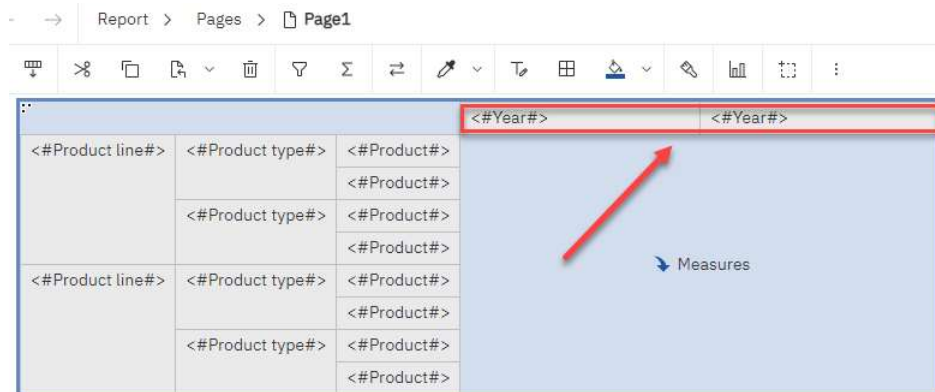 Report > Pages > Page1
<#Year#> <#Year#>
<#Product line#> <#Product type#> <#Product#>
<#Product#>
<#Product type#> <#Product#>
<#Product#>
Measures
<#Product line#> <#Product type#> <#Product#>
<#Product#>
<#Product type#> <#Product#>
<#Product#>